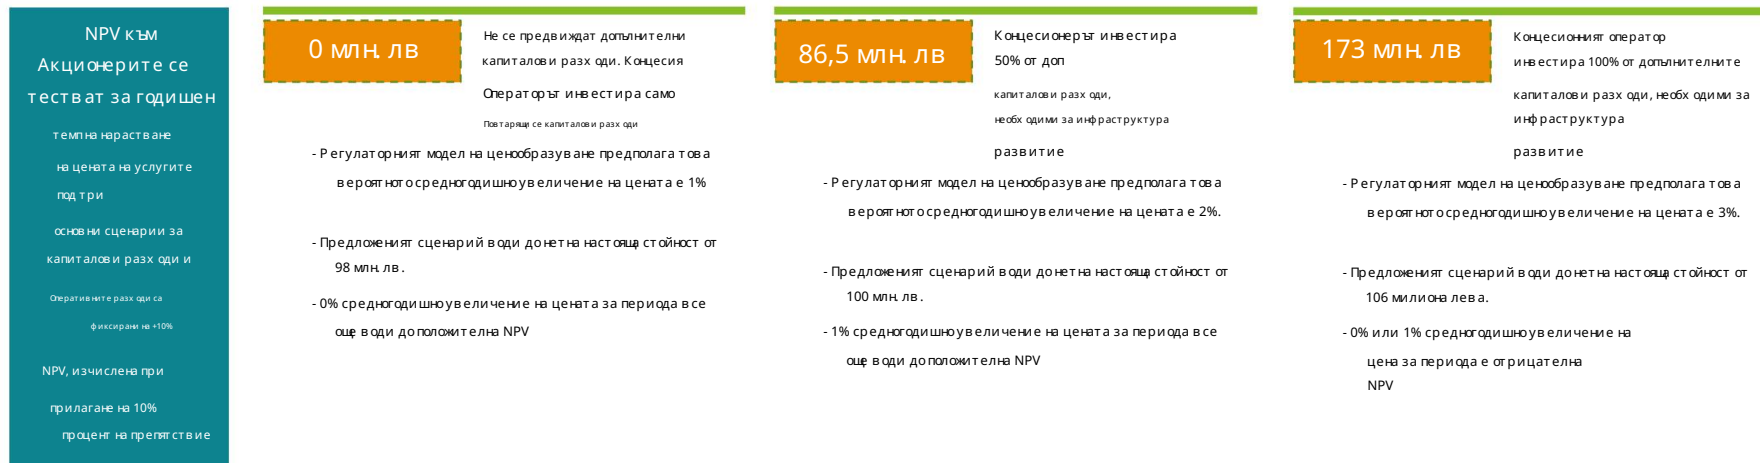 NPV към
Акционерите се
тестват за годишен
темп на нарастване
на цената на услугите
под три
основни сценарии за
капиталови разходи и
Оперативните разходи са
фиксирани на +10%
NPV, изчислена при
прилагане на 10%
процент на препятствие
0 млн. лв
Не се предвиждат допълнителни
капиталови разходи. Концесия
Операторът инвестира само
Повтарящи се капиталови разходи
- Регулаторният модел на ценообразуване предполага това
вероятното средногодишно увеличение на цената е 1%
- Предложеният сценарий води до нетна настояща стойност от
98 млн. лв.
- 0% средногодишно увеличение на цената за периода все
още води до положителна NPV
86,5 млн. лв
Концесионерът инвестира
50% от доп
капиталови разходи,
необходими за инфраструктура
развитие
- Регулаторният модел на ценообразуване предполага това
вероятното средногодишно увеличение на цената е 2%.
- Предложеният сценарий води до нетна настояща стойност от
100 млн. лв.
- 1% средногодишно увеличение на цената за периода все
още води до положителна NPV
173 млн. лв
Концесионният оператор
инвестира 100% от допълнителните
капиталови разходи, необходими за
инфраструктура
развитие
- Регулаторният модел на ценообразуване предполага това
вероятното средногодишно увеличение на цената е 3%.
- Предложеният сценарий води до нетна настояща стойност от
106 милиона лева.
- 0% или 1% средногодишно увеличение на
цена за периода е отрицателна
NPV